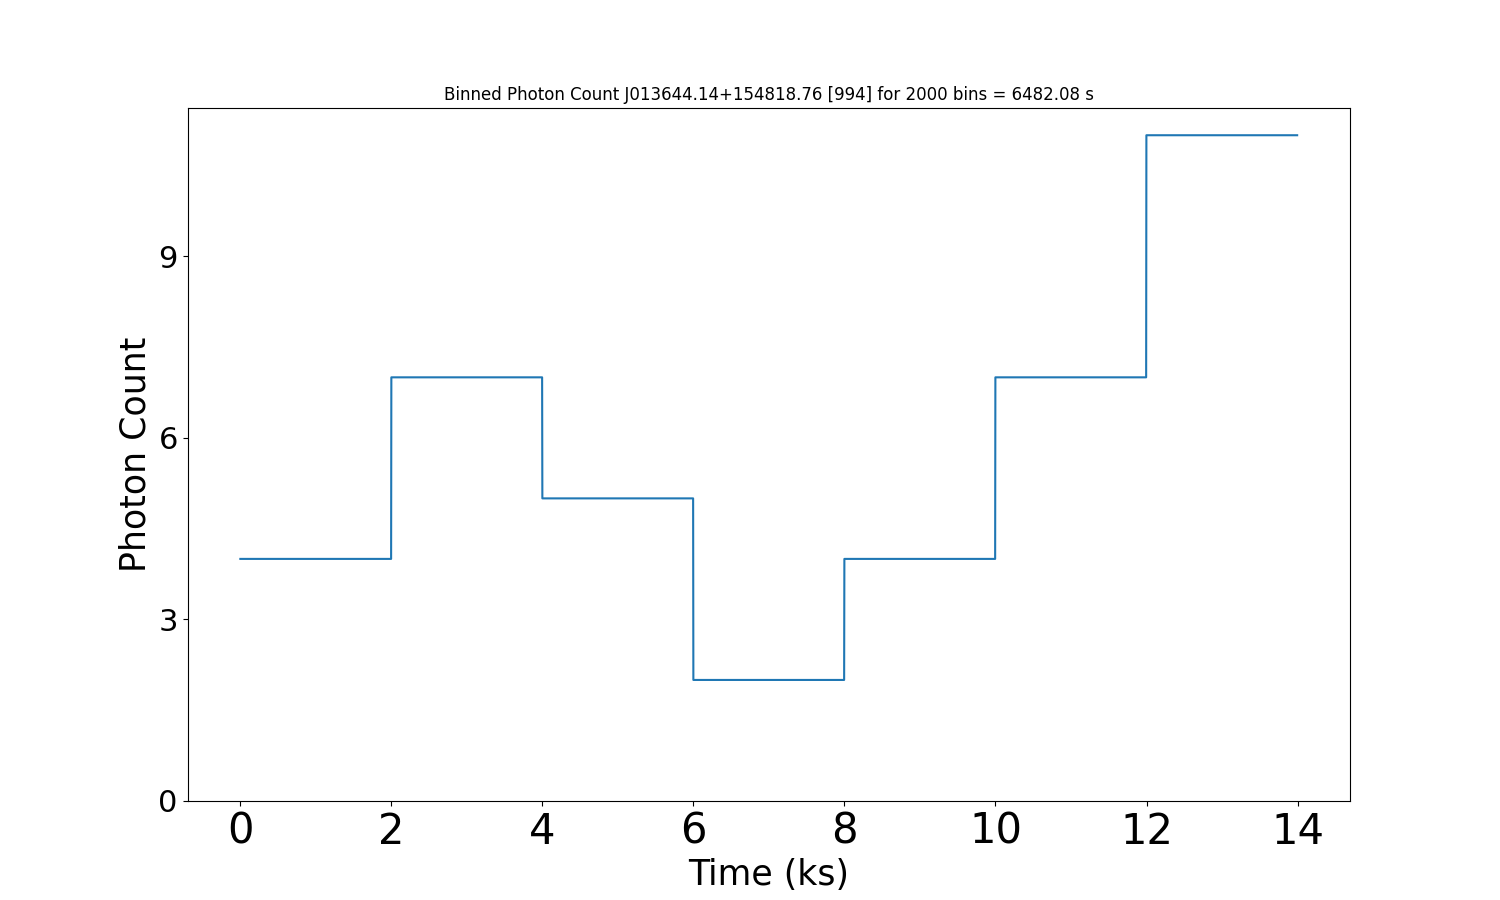 Binned Photon Count J013644.14+154818.76 [994] for 2000 bins = 6482.08 s
9
6
3
0
Photon Count
0 2 4 6 8 10 12 14
Time (ks)